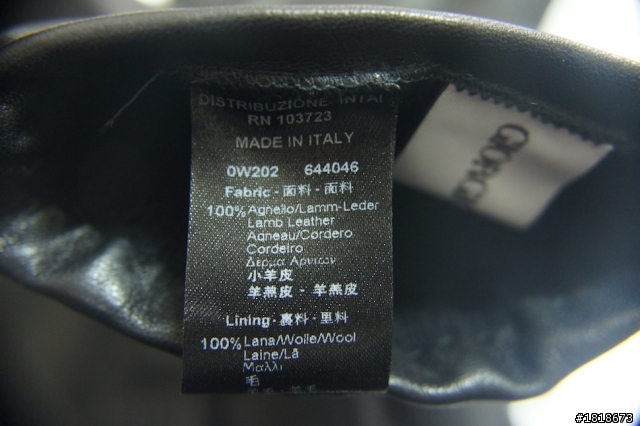 DISTRIBUZIONE INTAI
RN 103723
MADE IN ITALY
0W202 644046
Fabric - 面料 - 面料
100% Agnello/Lamm-Leder
Lamb Leather
Agneau/Cordero
Cordeiro
Δερμα Αρνιων
小羊皮
羊羔皮 - 羊羔皮
Lining - 裏料 - 里料
100% Lana/Wolle/Wool
Laine/Lã
Μαλλι
毛
GIORGI
#1818673